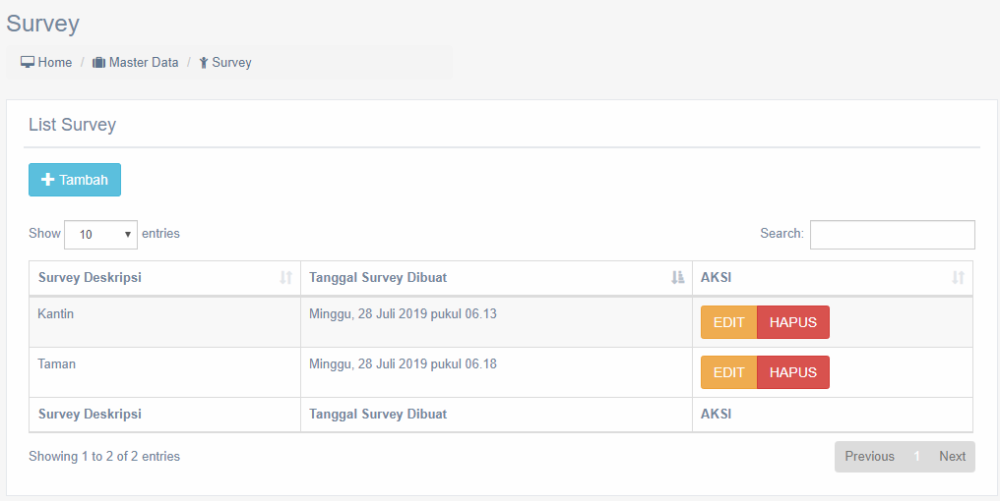 Survey
Home / Master Data / Survey
List Survey
Tambah
Show 10 entries Search:
Survey Deskripsi Tanggal Survey Dibuat AKSI
Kantin Minggu, 28 Juli 2019 pukul 06.13 EDIT HAPUS
Taman Minggu, 28 Juli 2019 pukul 06.18 EDIT HAPUS
Survey Deskripsi Tanggal Survey Dibuat AKSI
Showing 1 to 2 of 2 entries Previous 1 Next